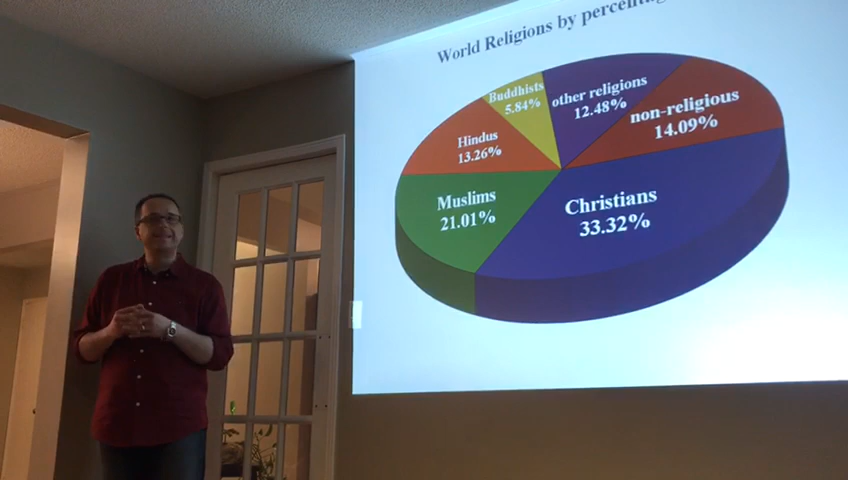 World Religions by
Buddhists
5.84%
other religions
12.48%
non-religious
14.09%
Hindus
13.26%
Muslims
21.01%
Christians
33.32%